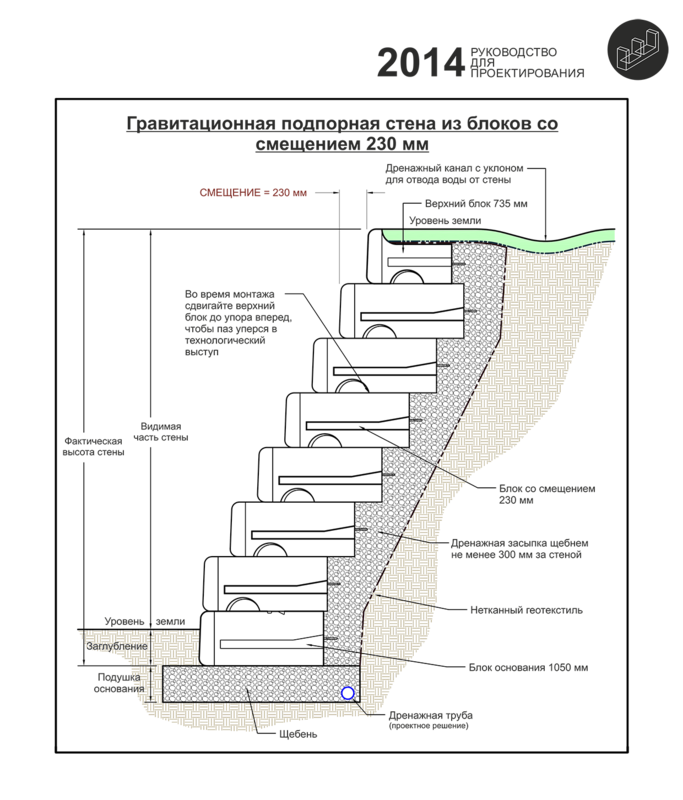 2014
РУКОВОДСТВО
ДЛЯ
ПРОЕКТИРОВАНИЯ
Гравитационная подпорная стена из блоков со
смещением 230 мм
Дренажный канал с уклоном
для отвода воды от стены
СМЕЩЕНИЕ = 230 мм
Верхний блок 735 мм
Уровень земли
Во время монтажа
сдвигайте верхний
блок до упора вперед,
чтобы паз уперся в
технологический
выступ
Видимая
часть стены
Фактическая
высота стены
Блок со смещением
230 мм
Дренажная засыпка щебнем
не менее 300 мм за стеной
Нетканный геотекстиль
Уровень земли
Заглубление
Блок основания 1050 мм
Подушка
основания
Дренажная труба
(проектное решение)
Щебень